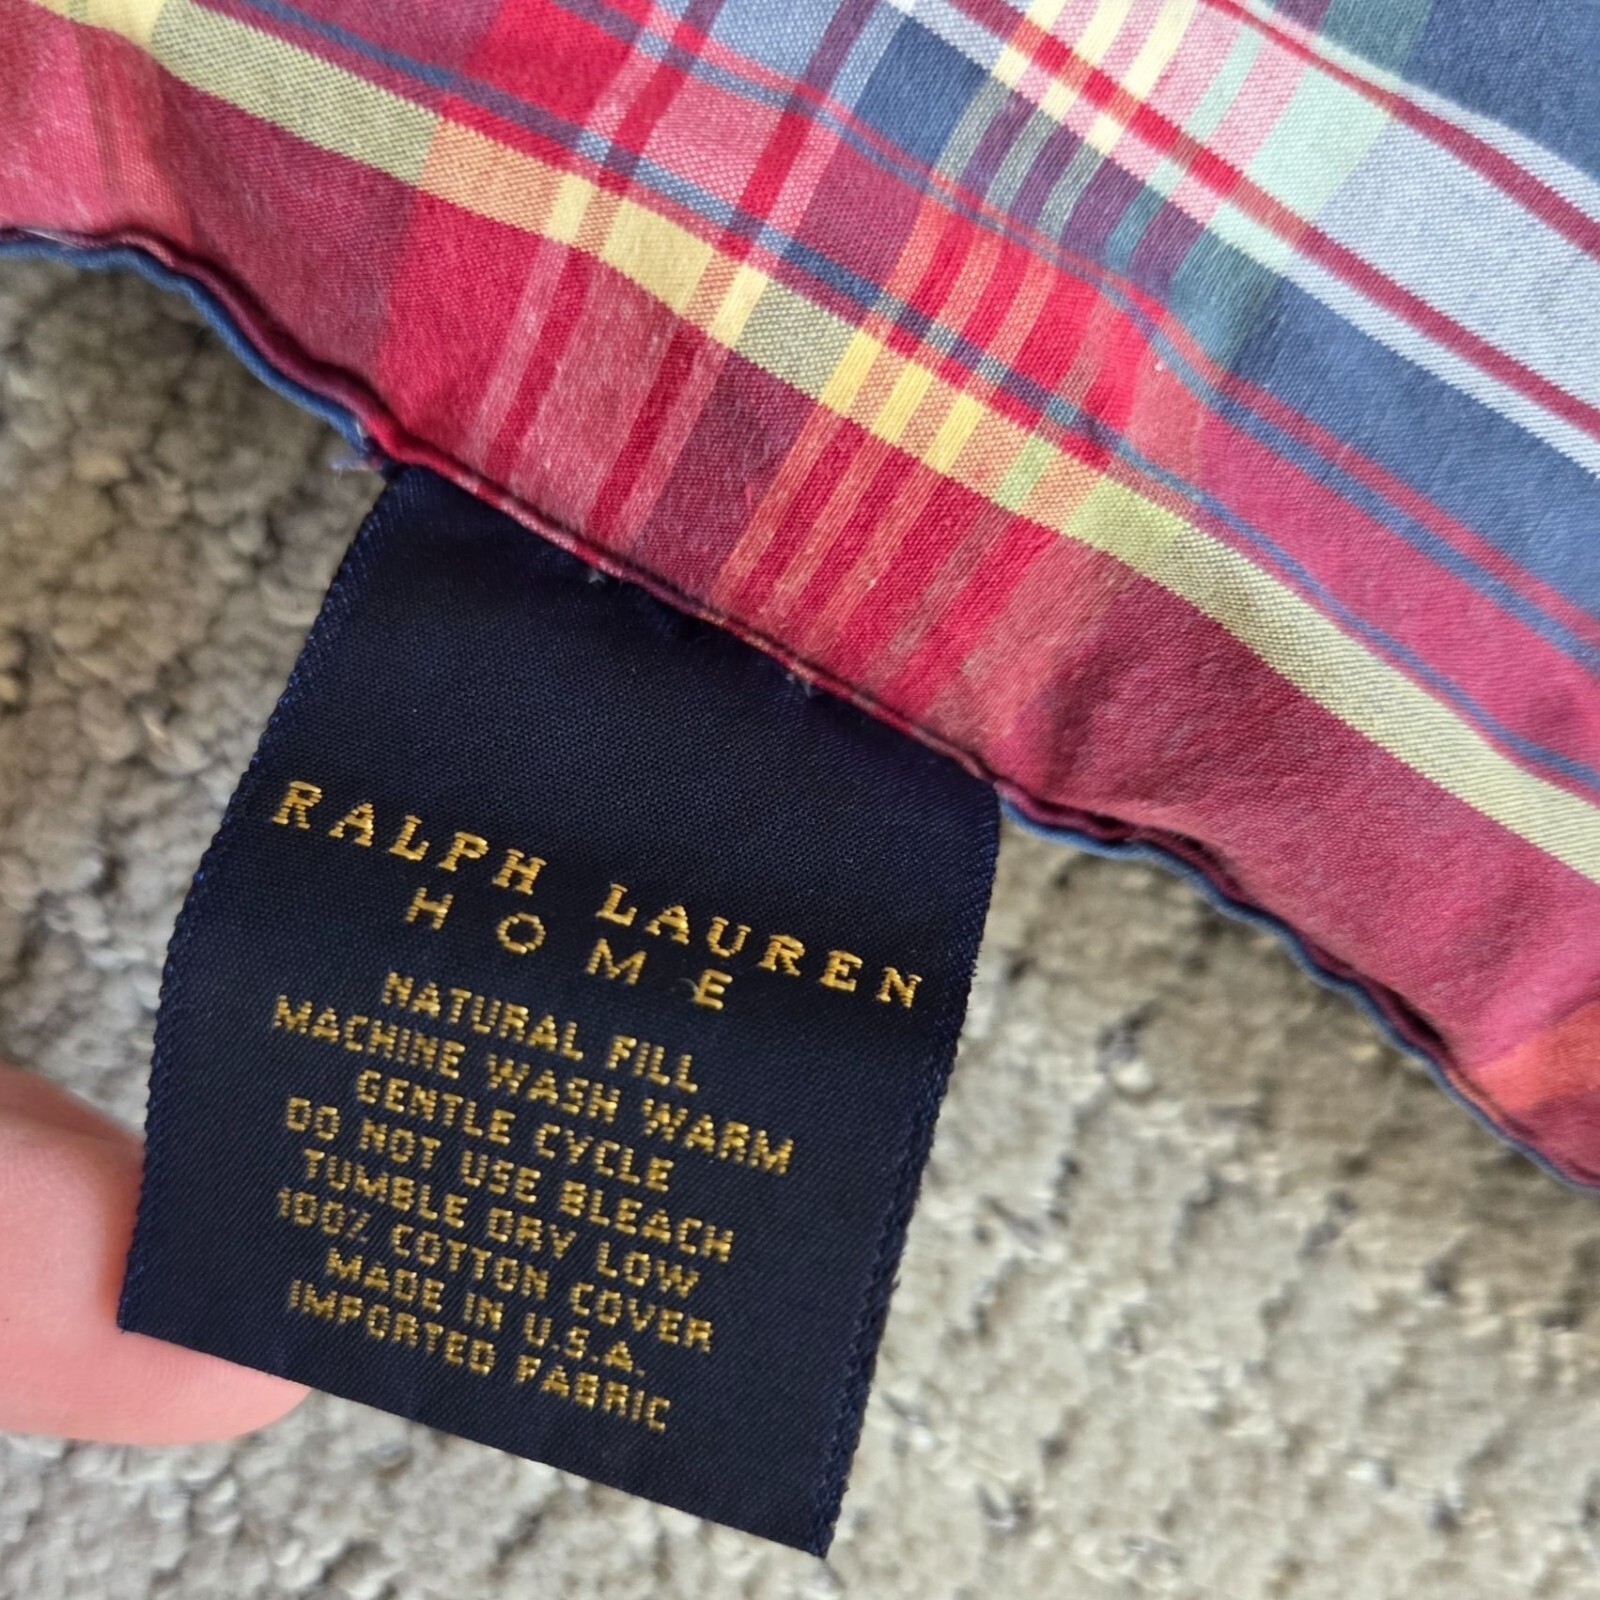 RALPH LAUREN
HOME
NATURAL FILL
MACHINE WASH WARM
GENTLE CYCLE
DO NOT USE BLEACH
TUMBLE DRY LOW
100% COTTON COVER
MADE IN U.S.A.
IMPORTED FABRIC